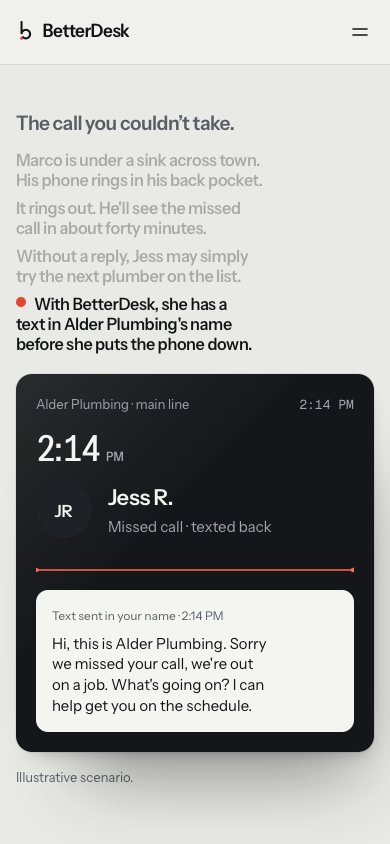 BetterDesk
The call you couldn't take.
Marco is under a sink across town.
His phone rings in his back pocket.
It rings out. He'll see the missed
call in about forty minutes.
Without a reply, Jess may simply
try the next plumber on the list.
With BetterDesk, she has a
text in Alder Plumbing's name
before she puts the phone down.
Alder Plumbing · main line 2:14 PM
2:14 PM
JR Jess R.
Missed call · texted back
Text sent in your name · 2:14 PM
Hi, this is Alder Plumbing. Sorry
we missed your call, we're out
on a job. What's going on? I can
help get you on the schedule.
Illustrative scenario.